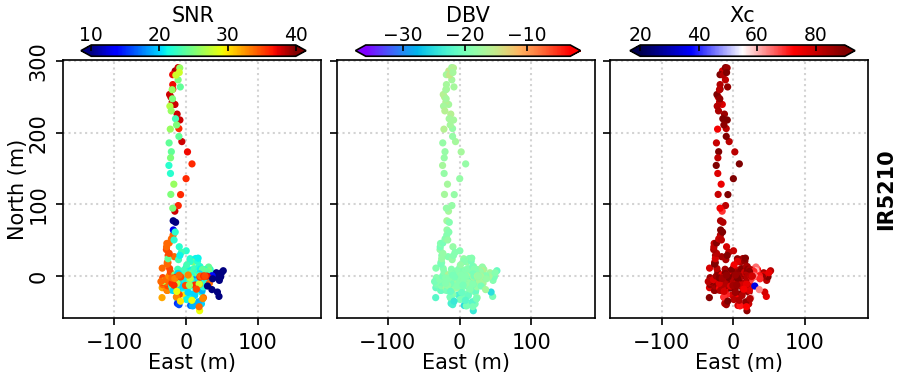 SNR DBV Xc
10 20 30 40 −30 −20 −10 20 40 60 80
300
200
100
0
North (m)
IR5210
−100 0 100 −100 0 100 −100 0 100
East (m) East (m) East (m)